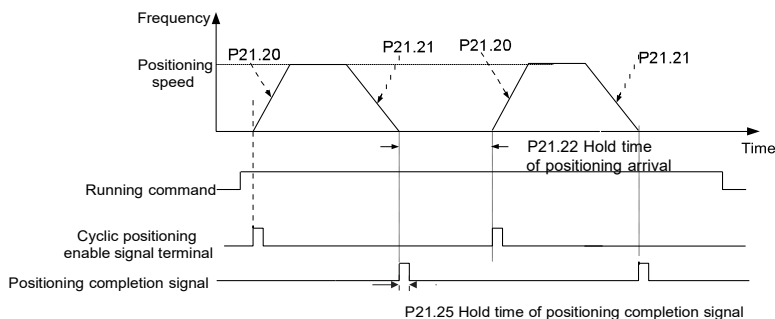 Frequency
P21.20
P21.21
P21.20
P21.21
Positioning
speed
P21.22 Hold time
of positioning arrival
Time
Running command
Cyclic positioning
enable signal terminal
Positioning completion signal
P21.25 Hold time of positioning completion signal